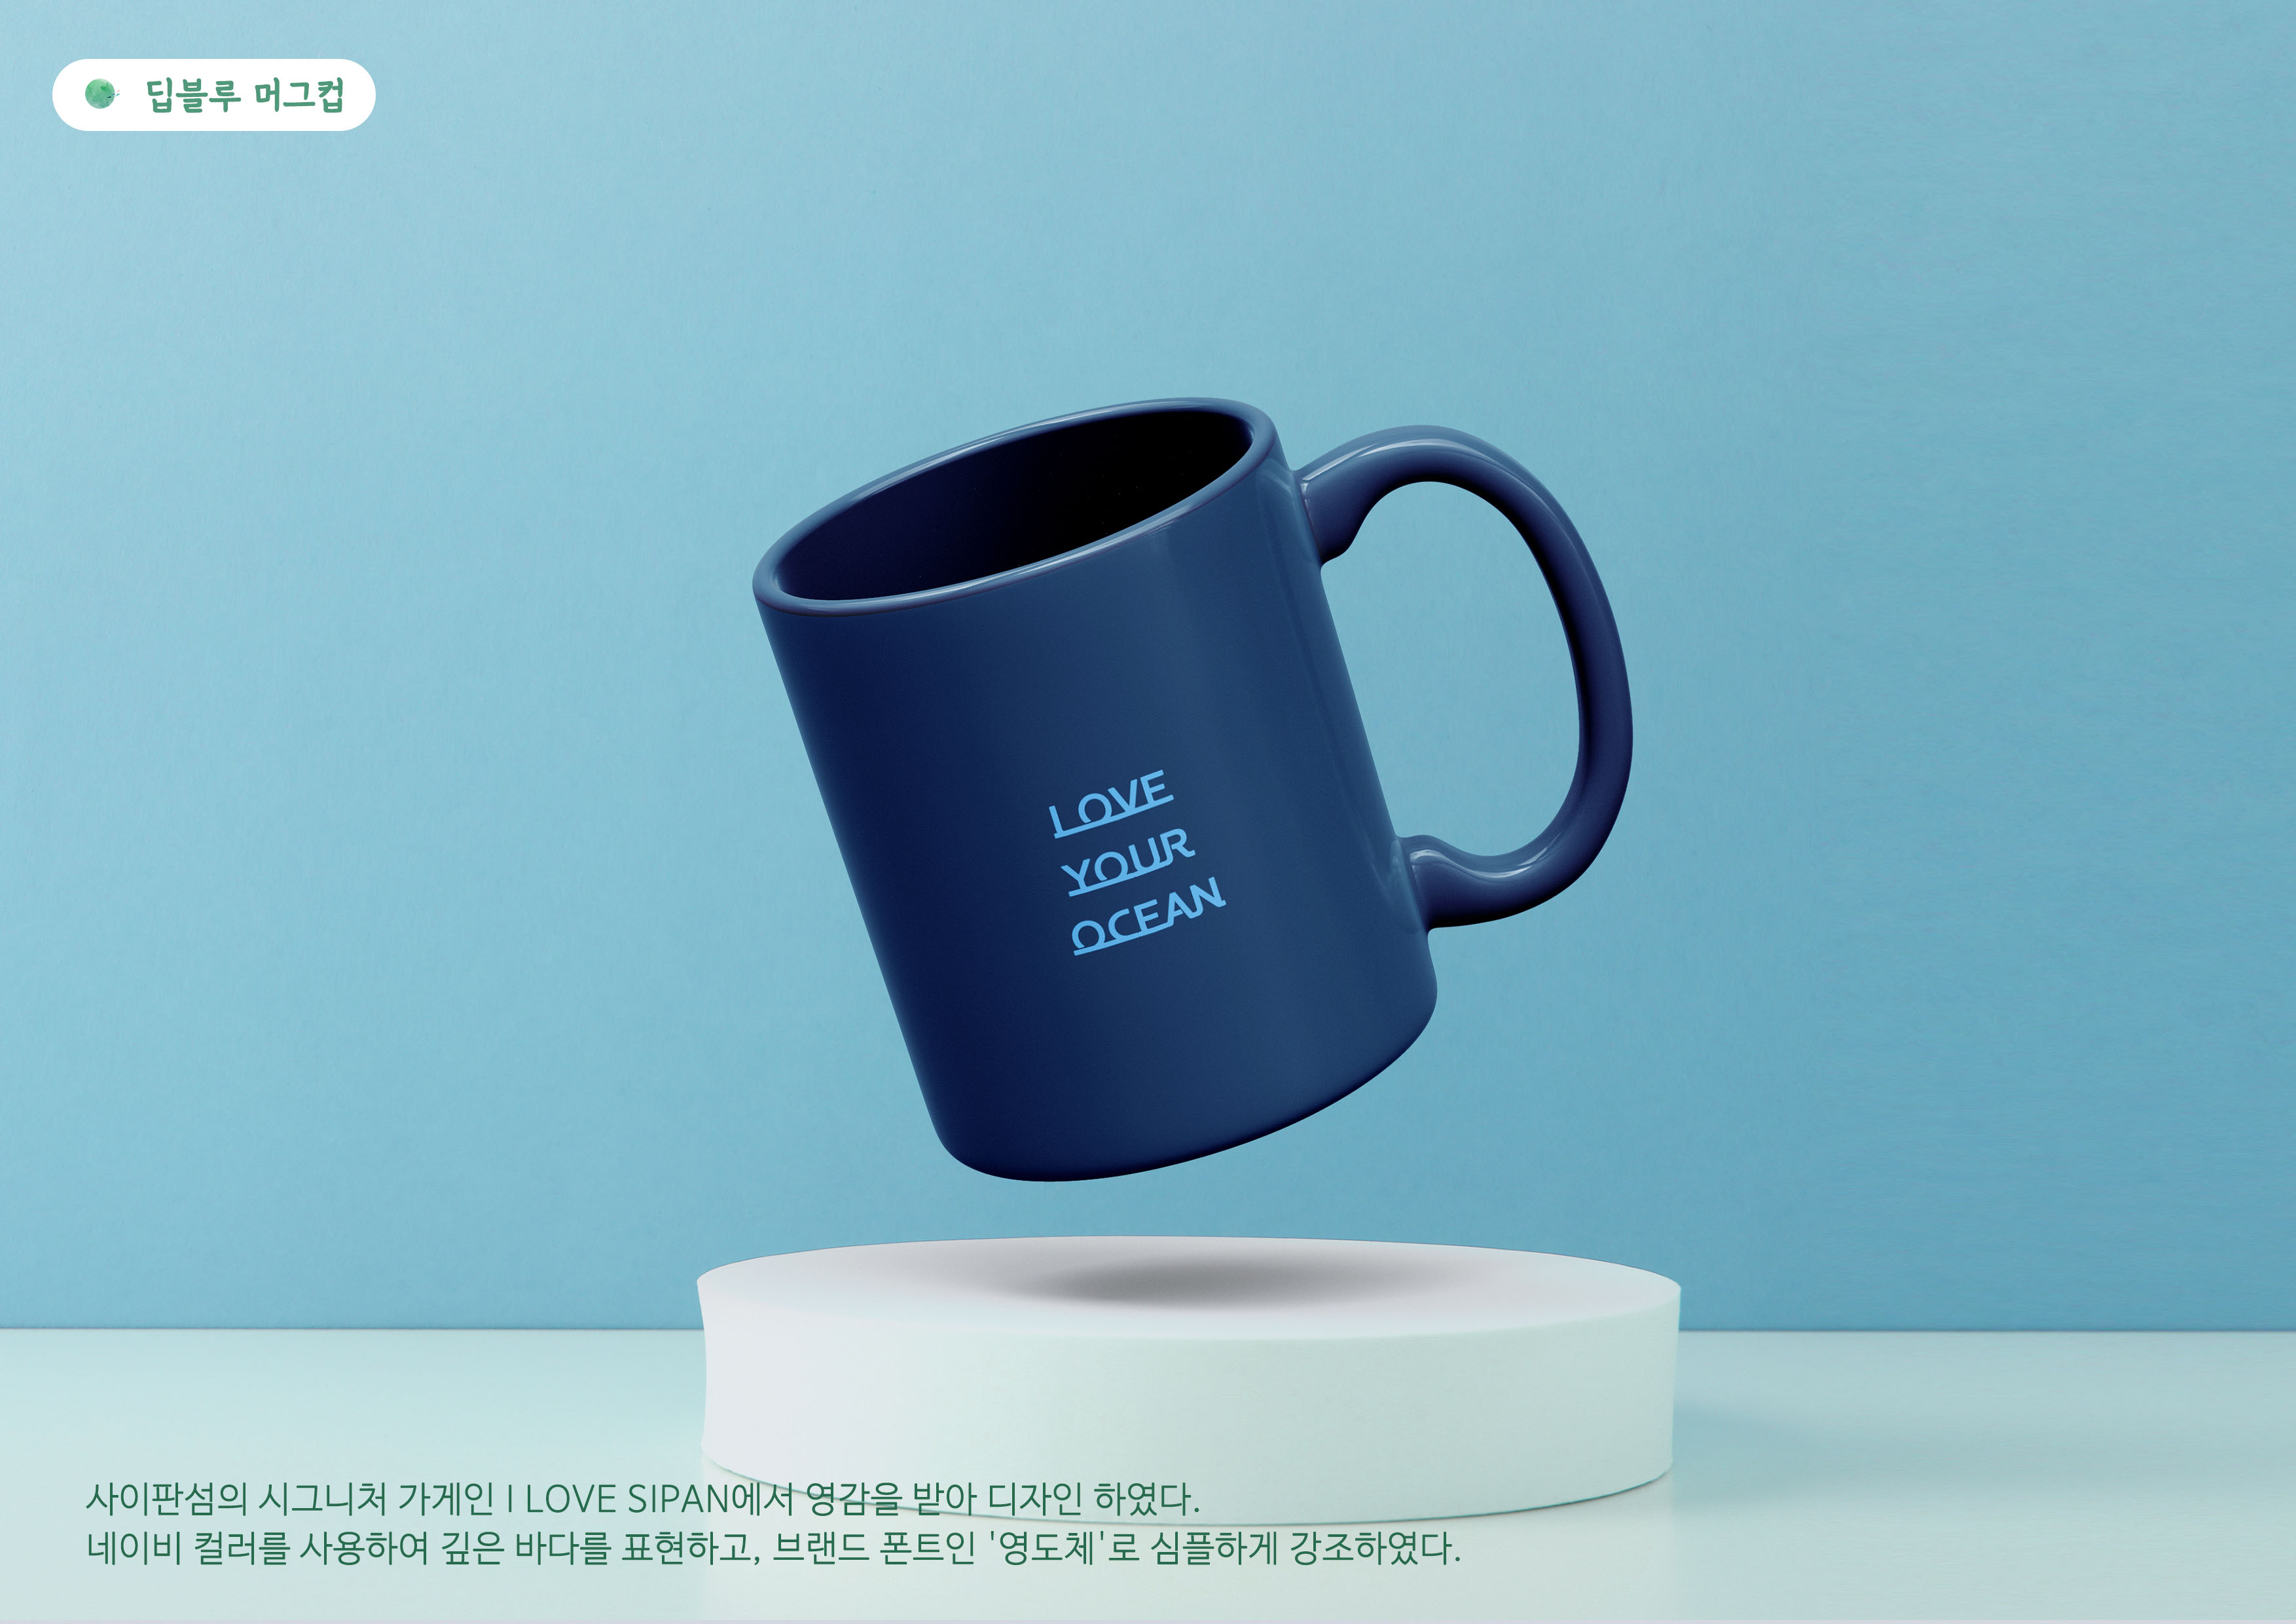 딥블루 머그컵
LOVE
YOUR
OCEAN
사이판섬의 시그니처 가게인 I LOVE SIPAN에서 영감을 받아 디자인 하였다.
네이비 컬러를 사용하여 깊은 바다를 표현하고, 브랜드 폰트인 '영도체'로 심플하게 강조하였다.